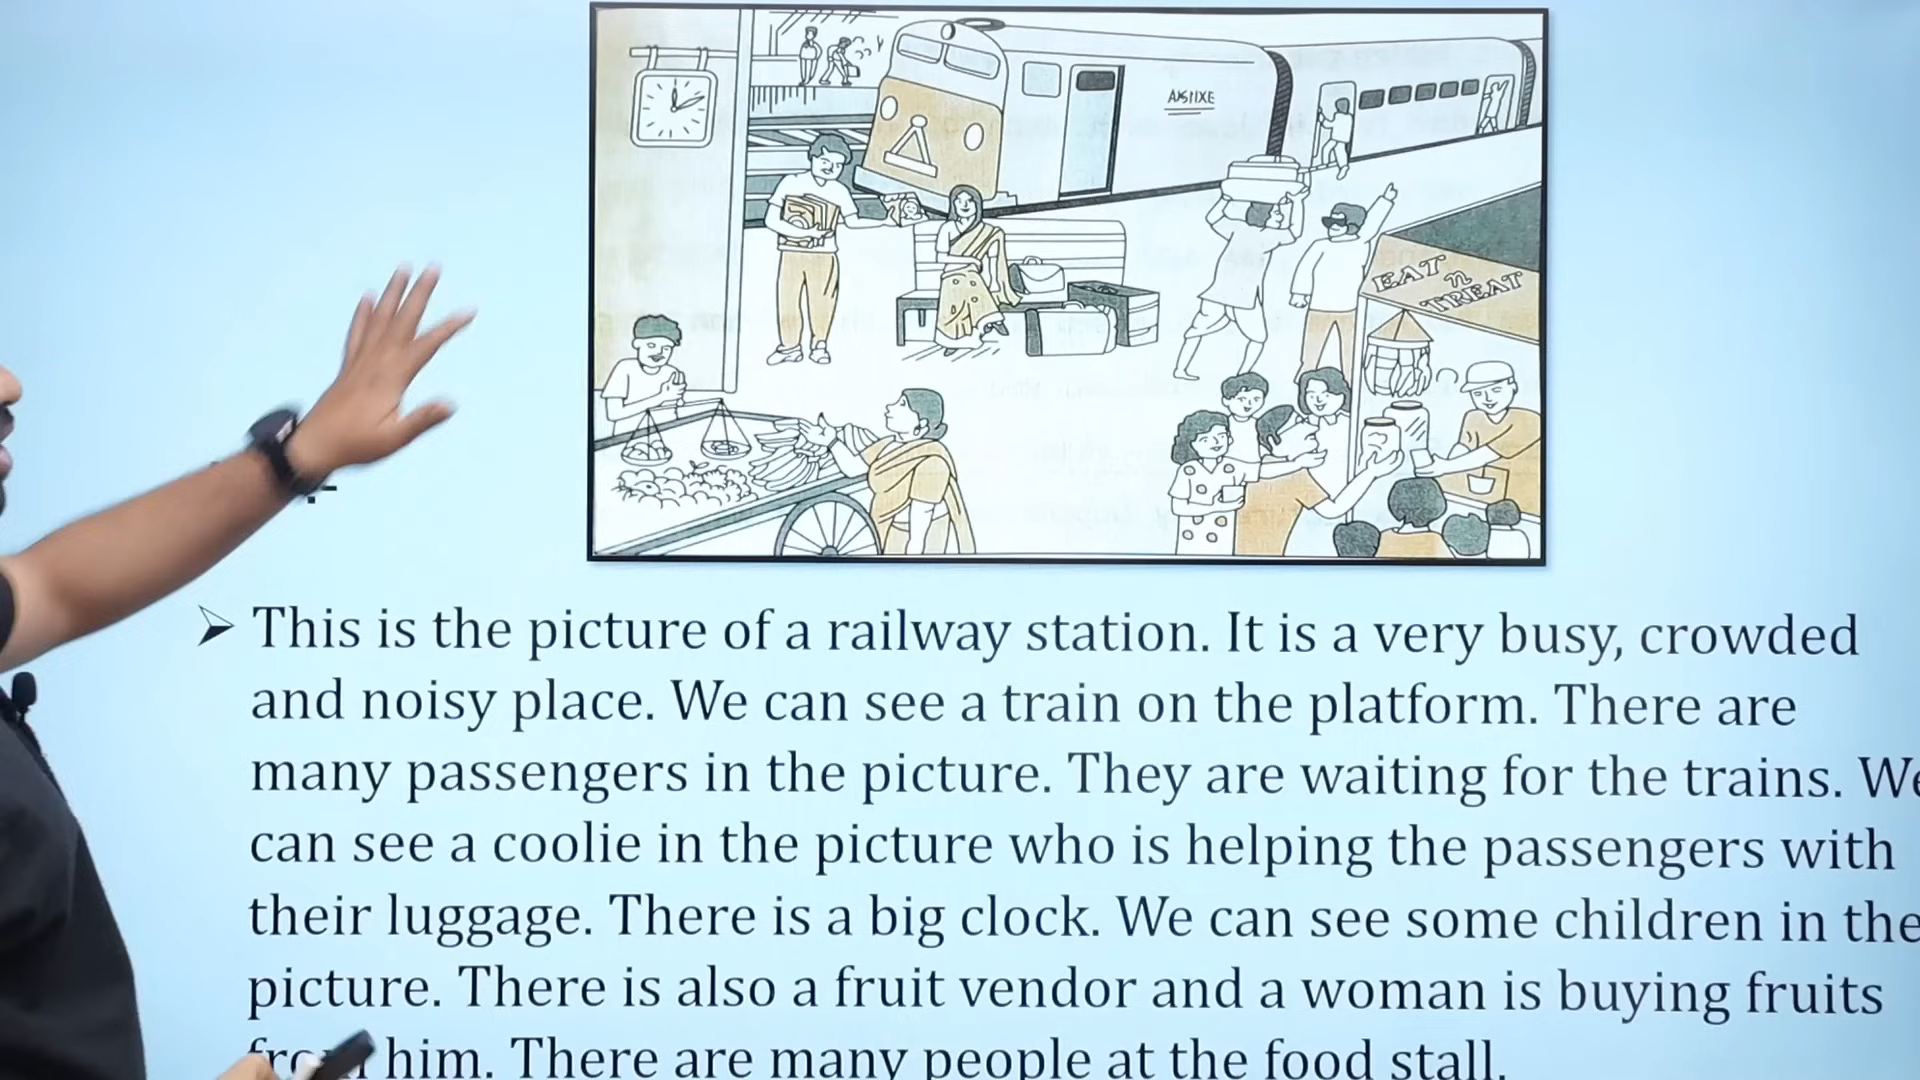 EAT
n
TREAT
This is the picture of a railway station. It is a very busy, crowded
and noisy place. We can see a train on the platform. There are
many passengers in the picture. They are waiting for the trains. We
can see a coolie in the picture who is helping the passengers with
their luggage. There is a big clock. We can see some children in the
picture. There is also a fruit vendor and a woman is buying fruits
him. There are many people at the food stall.